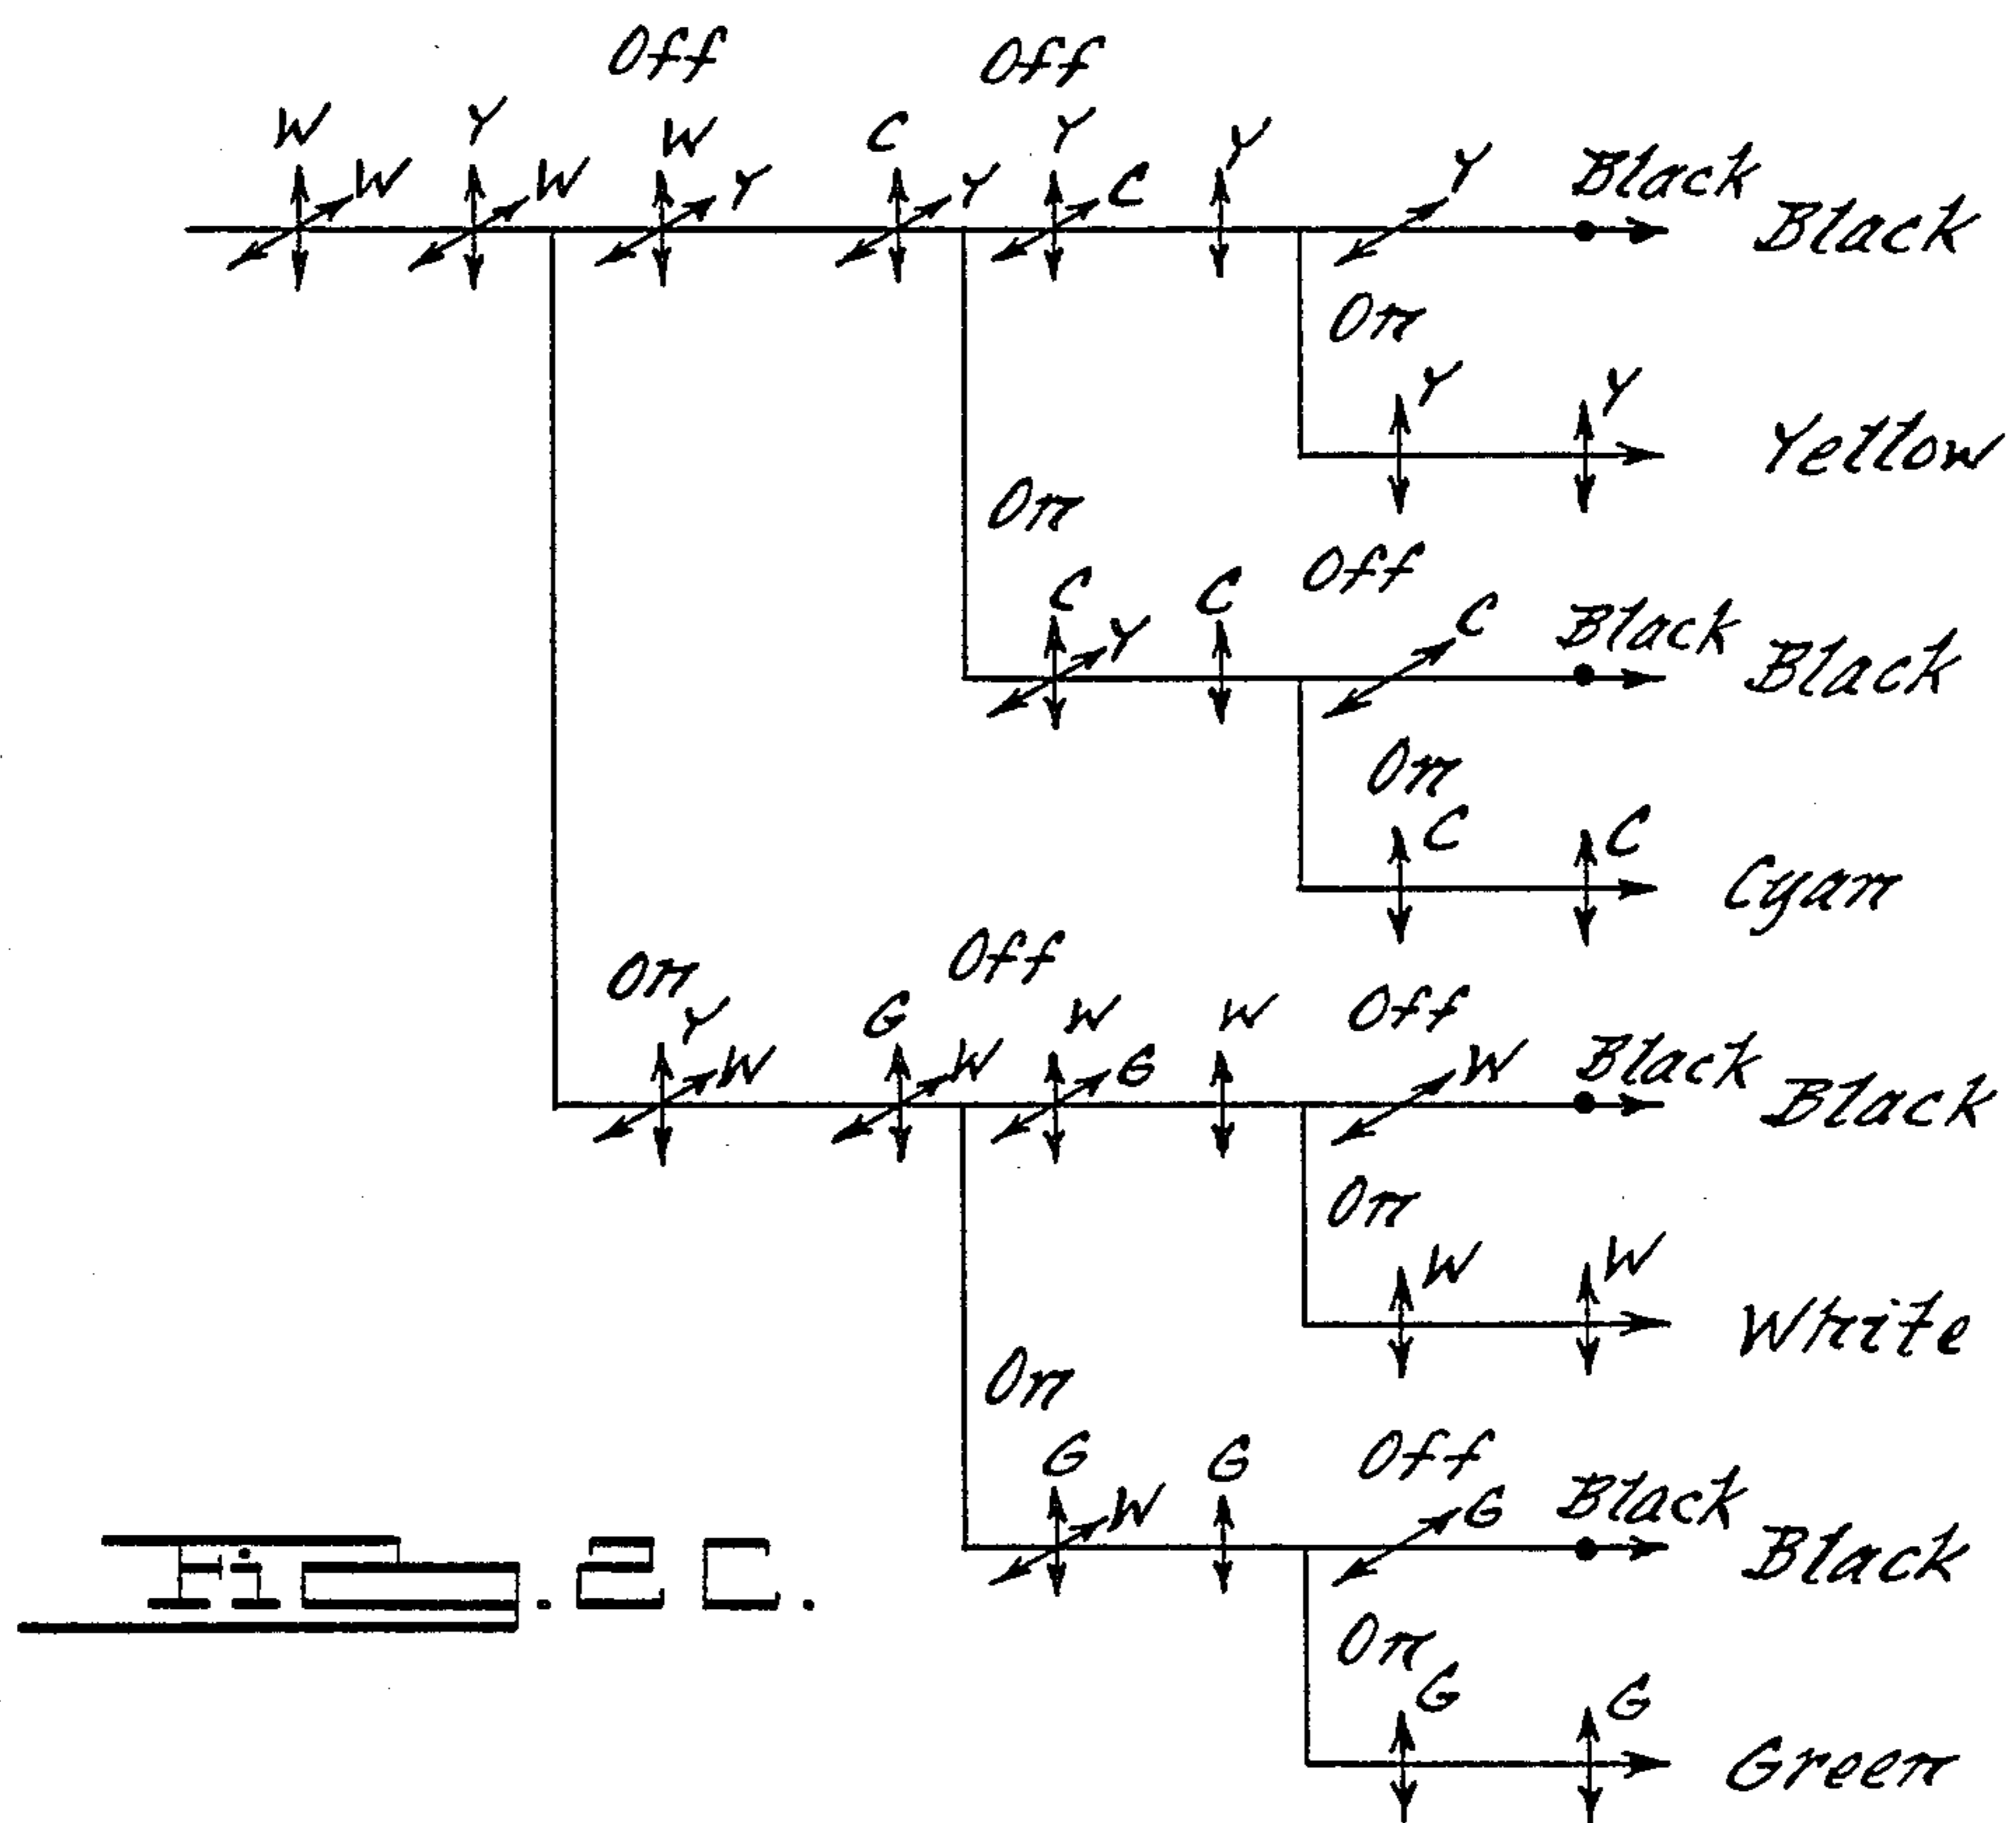 Off Off
W W Y W W Y C Y Y C Y Y Black Black
On
Y Y Yellow
On
Off
C Y C C Black Black
On
C C Cyan
On Off Off
Y W G W W G W W Black Black
On
W W White
On
Off
G W G G Black Black
On
G G Green
Fig. 2C.